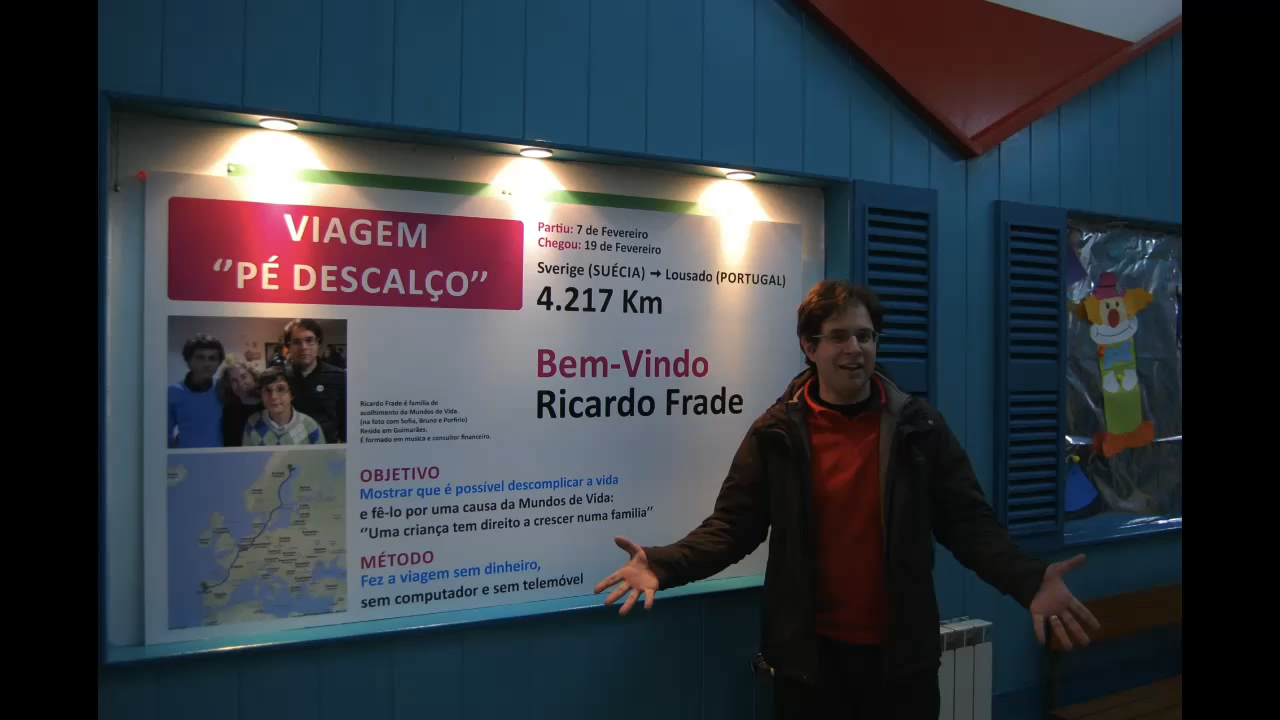 VIAGEM
‘‘PÉ DESCALÇO’’
Partiu: 7 de Fevereiro
Chegou: 19 de Fevereiro
Sverige (SUÉCIA) → Lousado (PORTUGAL)
4.217 Km
Bem-Vindo
Ricardo Frade
Ricardo Frade é família de
acolhimento da Mundos de Vida.
(na foto com Sofia, Bruno e Porfírio)
Reside em Guimarães.
É formado em musica e consultor financeiro.
OBJETIVO
Mostrar que é possível descomplicar a vida
e fê-lo por uma causa da Mundos de Vida:
‘‘Uma criança tem direito a crescer numa familia’’
MÉTODO
Fez a viagem sem dinheiro,
sem computador e sem telemóvel